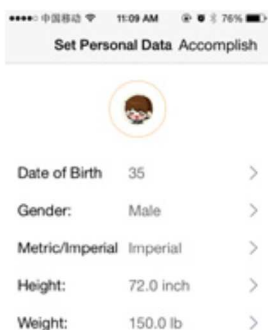 中国移动 11:09 AM 76%
Set Personal Data Accomplish
Date of Birth 35
Gender: Male
Metric/Imperial Imperial
Height: 72.0 inch
Weight: 150.0 lb